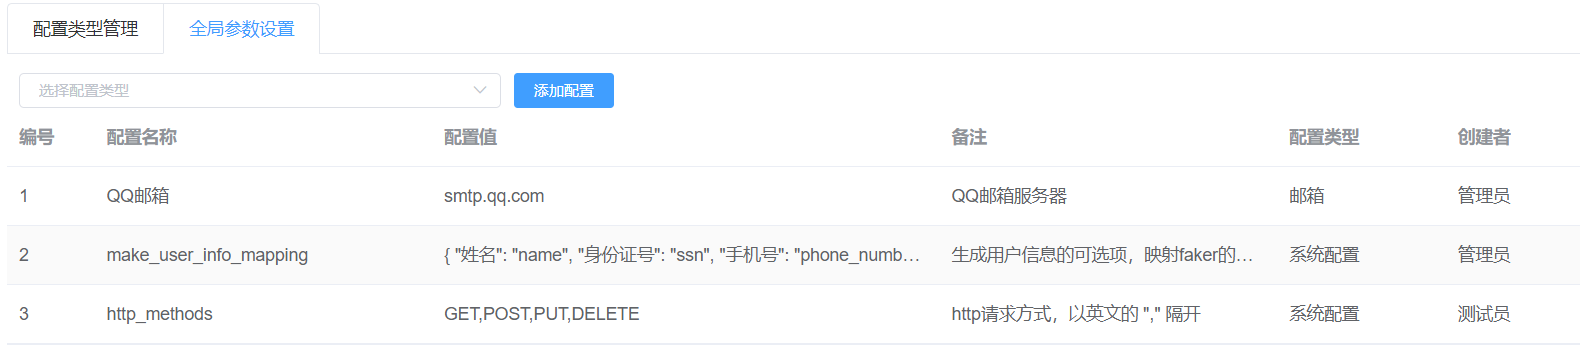 配置类型管理 全局参数设置
选择配置类型 添加配置
编号 配置名称 配置值 备注 配置类型 创建者
1 QQ邮箱 smtp.qq.com QQ邮箱服务器 邮箱 管理员
2 make_user_info_mapping { "姓名": "name", "身份证号": "ssn", "手机号": "phone_numb… 生成用户信息的可选项，映射faker的… 系统配置 管理员
3 http_methods GET,POST,PUT,DELETE http请求方式，以英文的 "," 隔开 系统配置 测试员